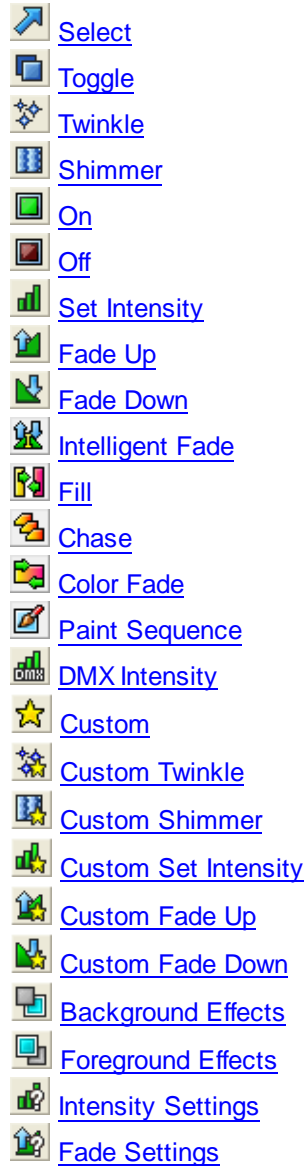 Select
Toggle
Twinkle
Shimmer
On
Off
Set Intensity
Fade Up
Fade Down
Intelligent Fade
Fill
Chase
Color Fade
Paint Sequence
DMX DMX Intensity
Custom
Custom Twinkle
Custom Shimmer
Custom Set Intensity
Custom Fade Up
Custom Fade Down
Background Effects
Foreground Effects
? Intensity Settings
? Fade Settings